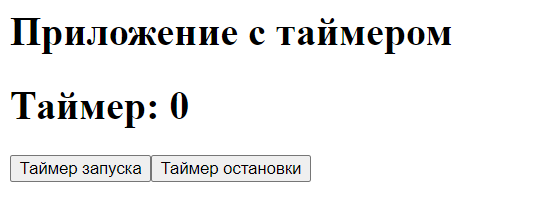 Приложение с таймером
Таймер: 0
Таймер запуска Таймер остановки